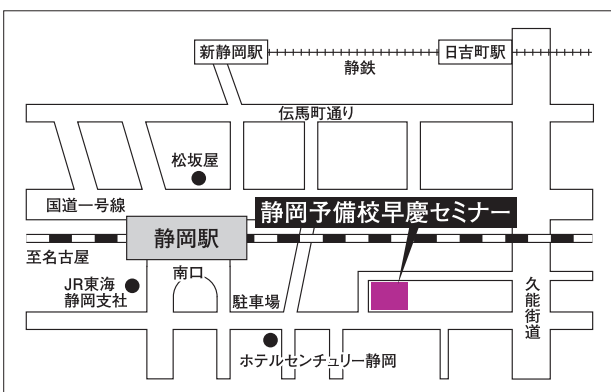 新静岡駅
日吉町駅
静鉄
伝馬町通り
松坂屋
国道一号線
静岡予備校早慶セミナー
静岡駅
至名古屋
南口
JR東海
静岡支社
駐車場
久能街道
ホテルセンチュリー静岡